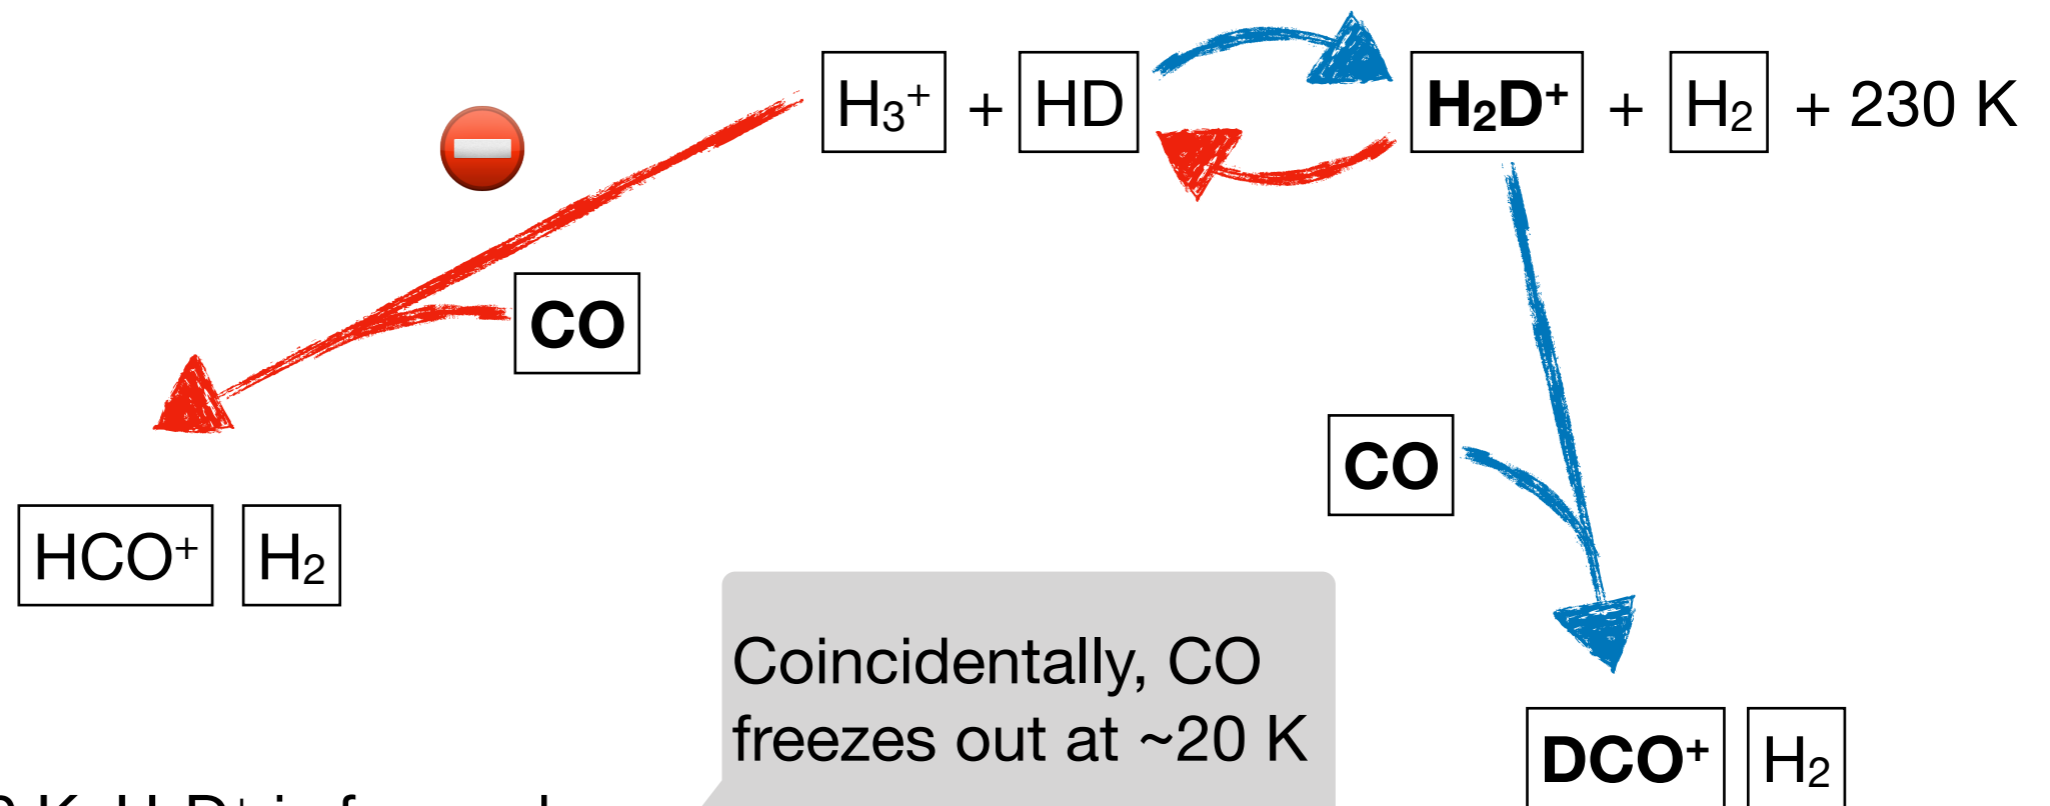 H₃⁺ + HD H₂D⁺ + H₂ + 230 K
CO
CO
HCO⁺ H₂
Coincidentally, CO
freezes out at ~20 K
DCO⁺ H₂